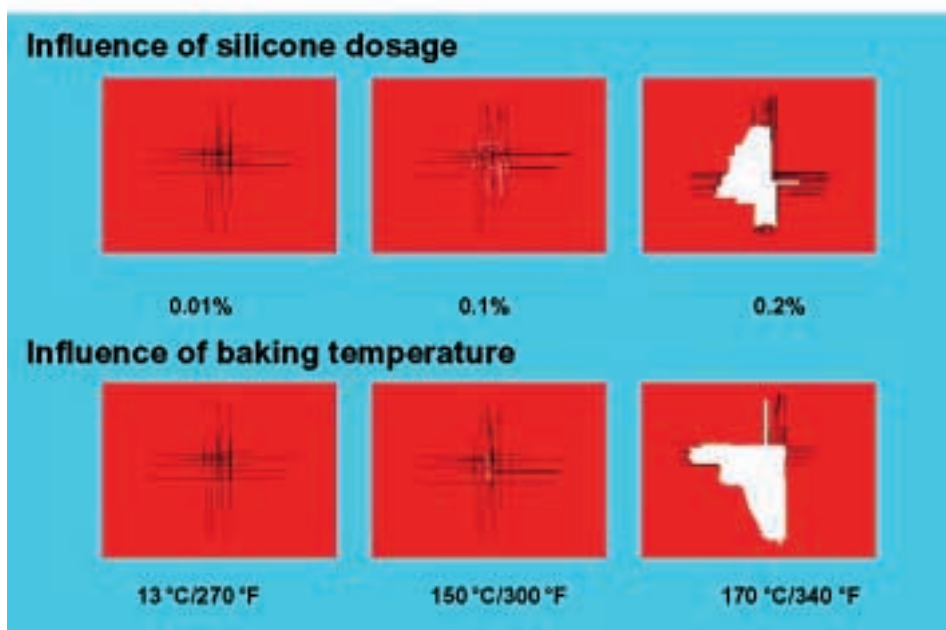 Influence of silicone dosage
0.01% 0.1% 0.2%
Influence of baking temperature
13 °C/270 °F 150 °C/300 °F 170 °C/340 °F